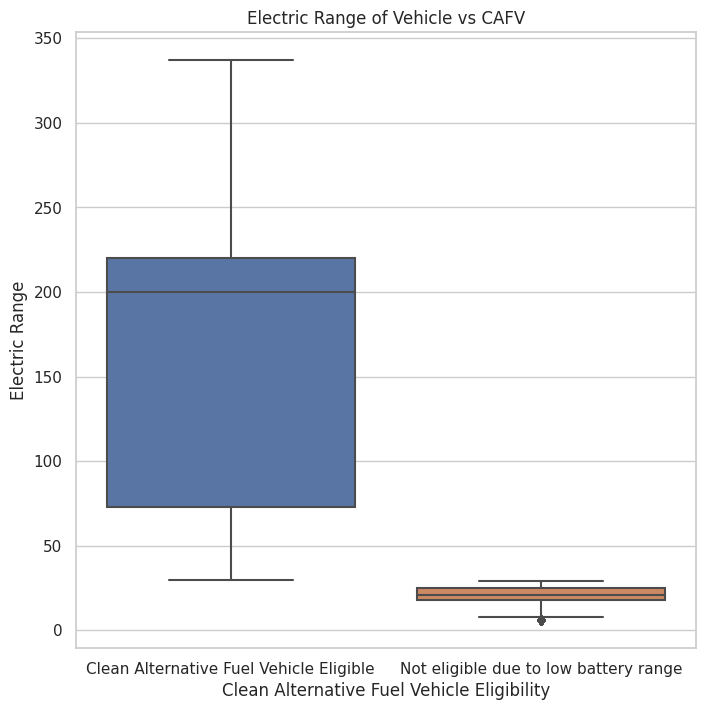 Electric Range of Vehicle vs CAFV
350
300
250
200
150
100
50
0
Electric Range
Clean Alternative Fuel Vehicle Eligible
Not eligible due to low battery range
Clean Alternative Fuel Vehicle Eligibility